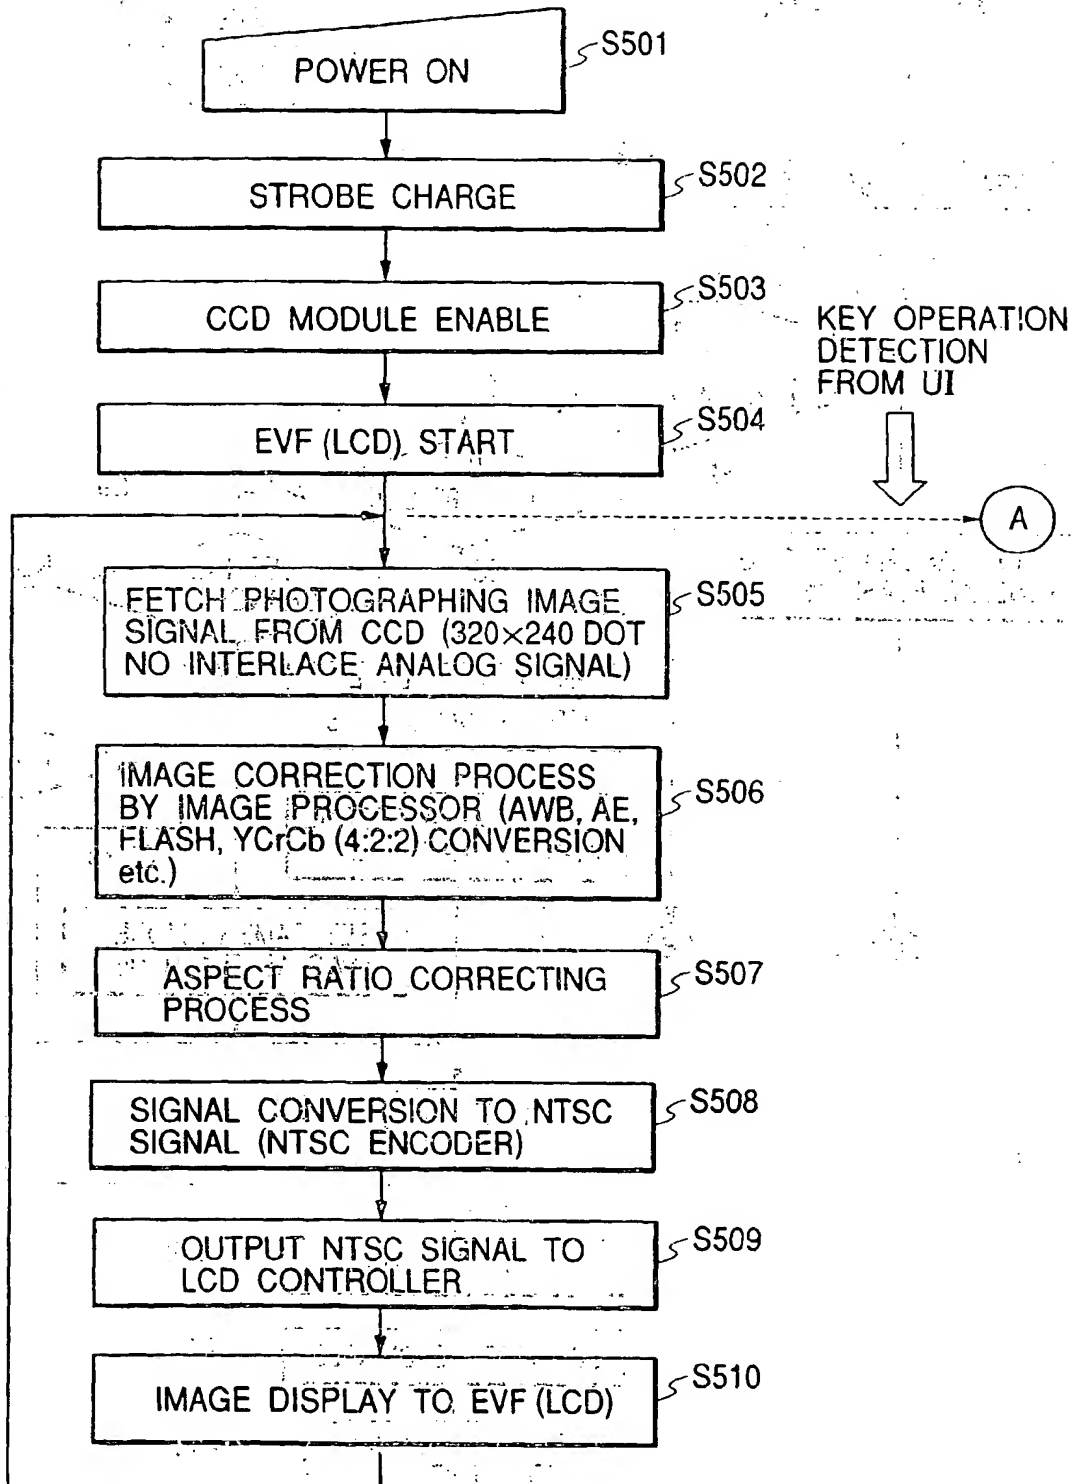 POWER ON
S501
STROBE CHARGE
S502
CCD MODULE ENABLE
S503
KEY OPERATION
DETECTION
FROM UI
EVF (LCD) START
S504
A
FETCH PHOTOGRAPHING IMAGE
SIGNAL FROM CCD (320×240 DOT
NO INTERLACE ANALOG SIGNAL)
S505
IMAGE CORRECTION PROCESS
BY IMAGE PROCESSOR (AWB, AE,
FLASH, YCrCb (4:2:2) CONVERSION
etc.)
S506
ASPECT RATIO CORRECTING
PROCESS
S507
SIGNAL CONVERSION TO NTSC
SIGNAL (NTSC ENCODER)
S508
OUTPUT NTSC SIGNAL TO
LCD CONTROLLER
S509
IMAGE DISPLAY TO EVF (LCD)
S510